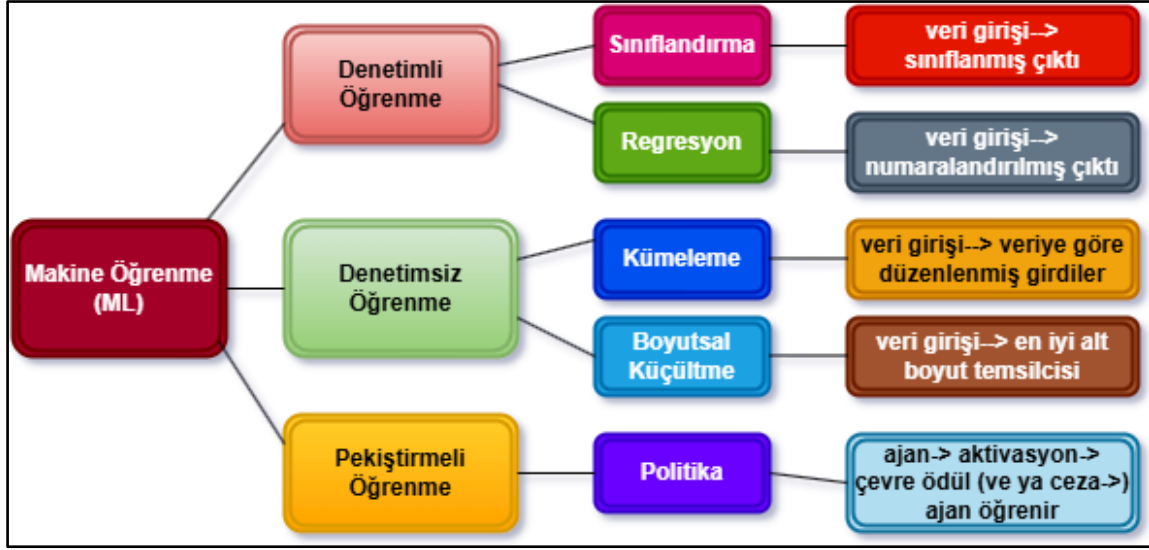 Makine Öğrenme
(ML)
Denetimli
Öğrenme
Sınıflandırma
veri girişi-->
sınıflanmış çıktı
Regresyon
veri girişi-->
numaralandırılmış çıktı
Denetimsiz
Öğrenme
Kümeleme
veri girişi--> veriye göre
düzenlenmiş girdiler
Boyutsal
Küçültme
veri girişi--> en iyi alt
boyut temsilcisi
Pekiştirmeli
Öğrenme
Politika
ajan-> aktivasyon->
çevre ödül (ve ya ceza->)
ajan öğrenir